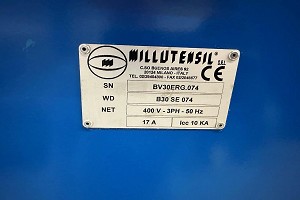 MILLUTENSIL SRL
C.SO BUENOS AIRES 92
20124 MILANO - ITALY
CE
SN BV30ERG.074
WD B30 SE 074
NET 400 V - 3PH - 50 Hz
17 A Icc 10 KA